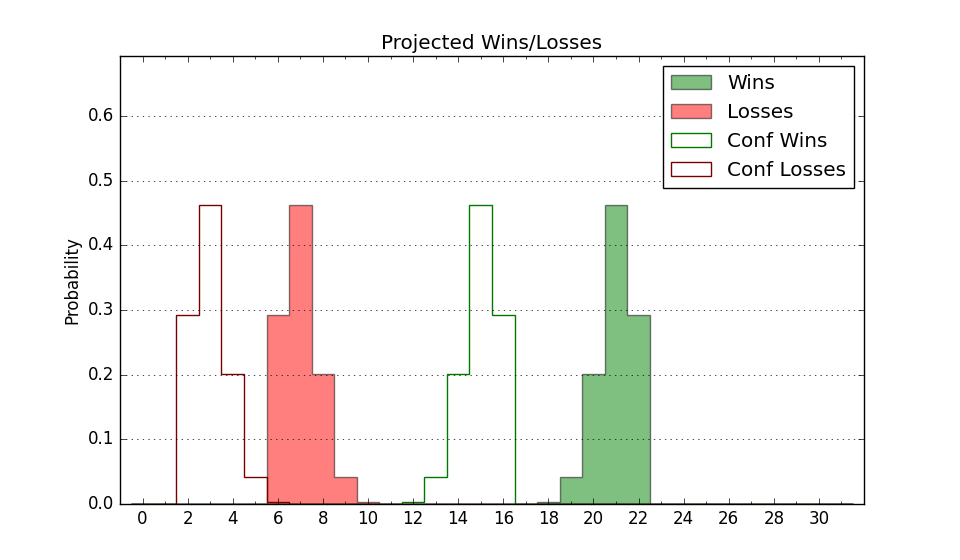 Projected Wins/Losses
Wins
Losses
Conf Wins
Conf Losses
Probability
0.6
0.5
0.4
0.3
0.2
0.1
0.0
0 2 4 6 8 10 12 14 16 18 20 22 24 26 28 30